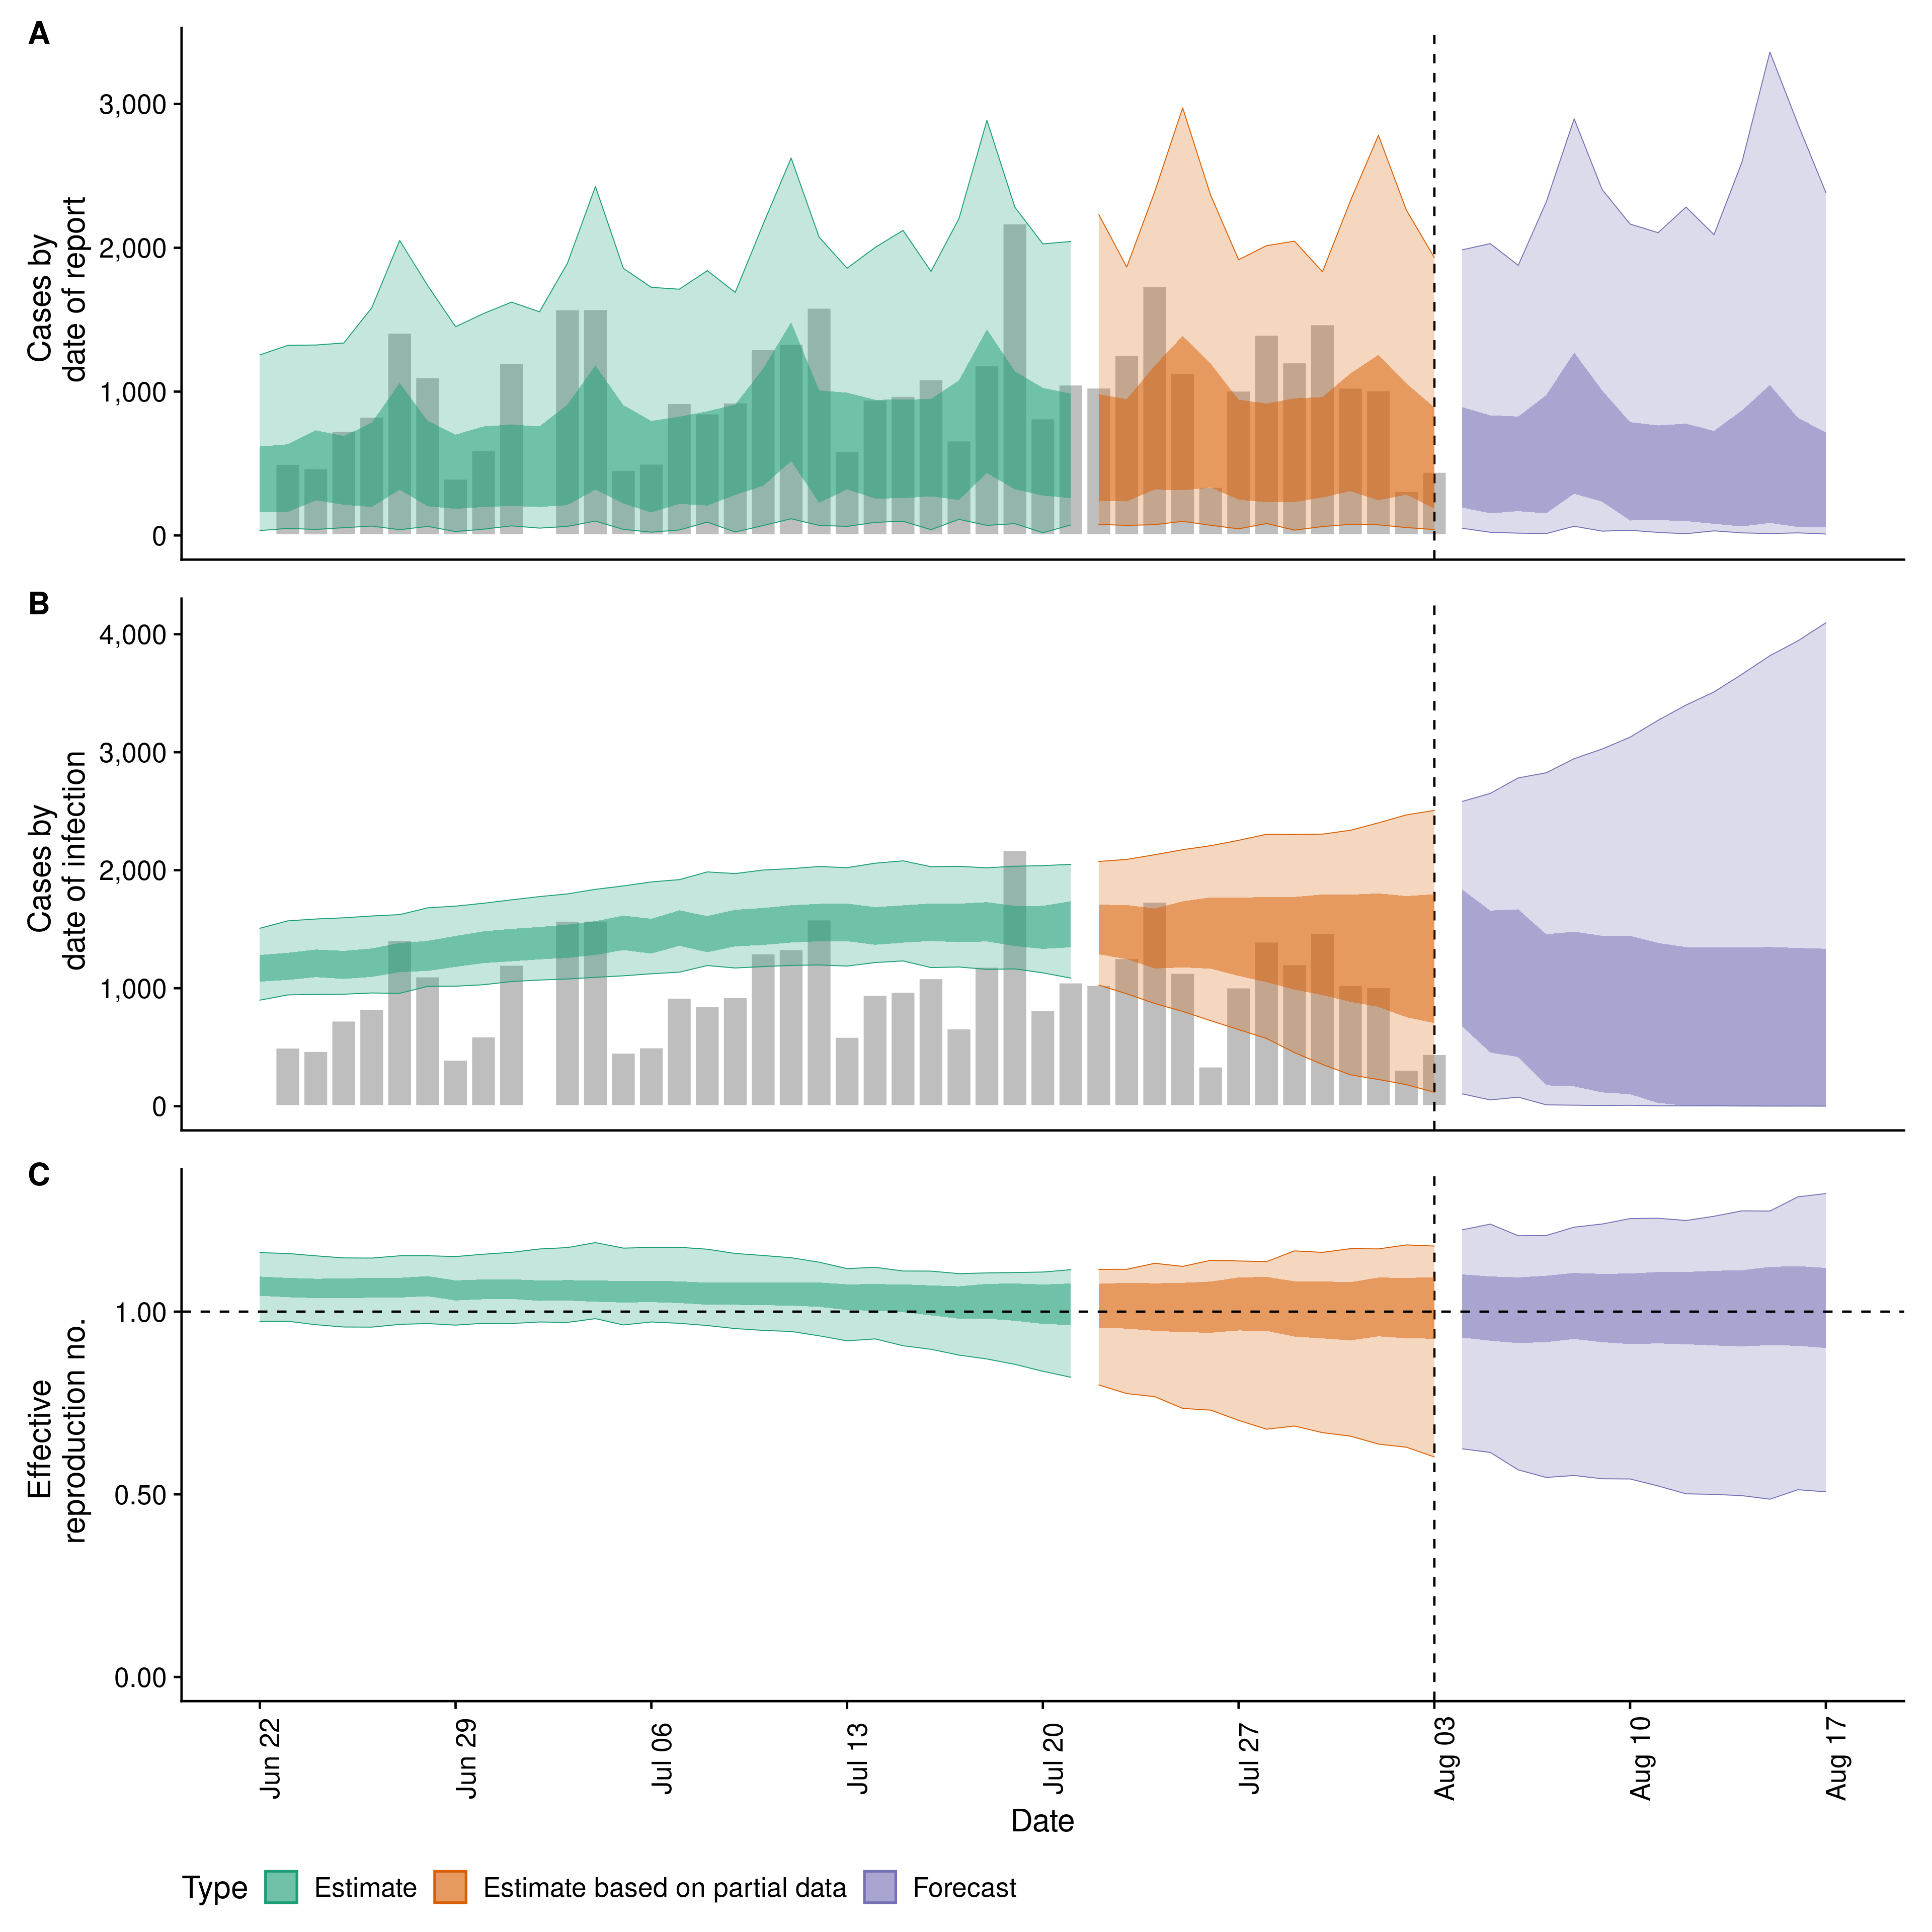 A
Cases by
date of report
3,000
2,000
1,000
0
B
Cases by
date of infection
4,000
3,000
2,000
1,000
0
C
Effective
reproduction no.
1.00
0.50
0.00
Jun 22
Jun 29
Jul 06
Jul 13
Jul 20
Jul 27
Aug 03
Aug 10
Aug 17
Date
Type Estimate Estimate based on partial data Forecast